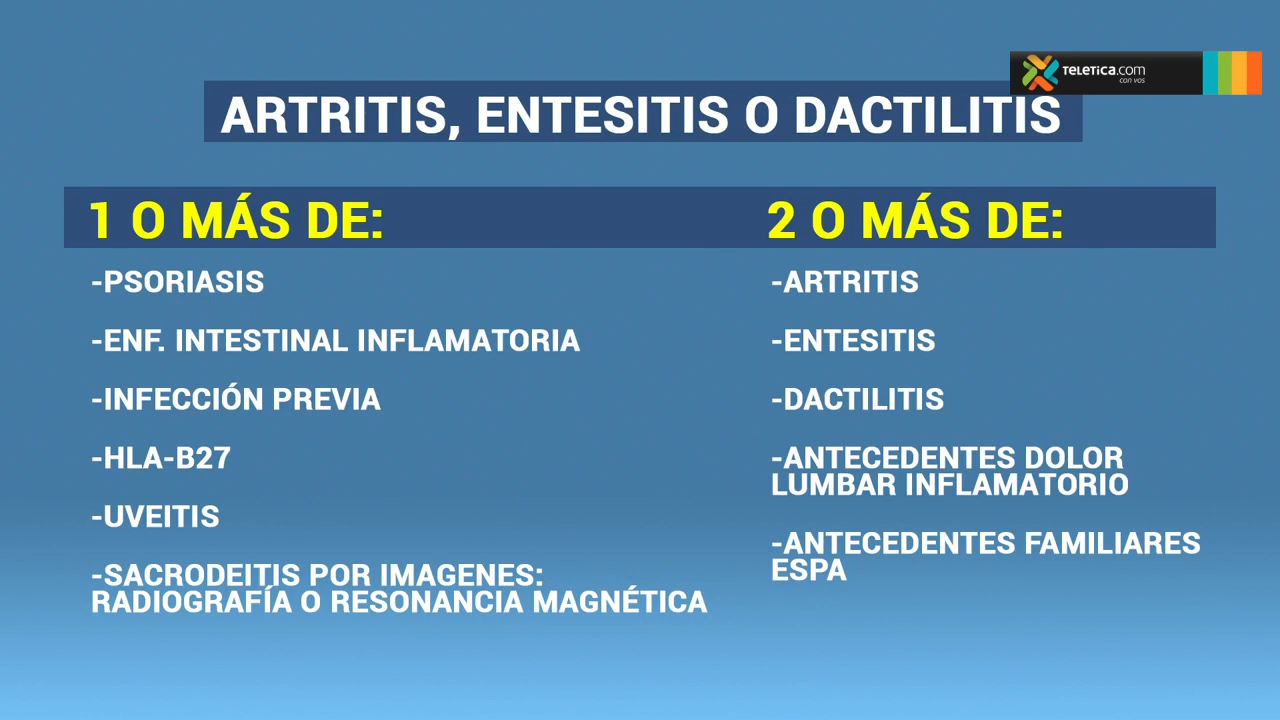 TELETICA.COM
con vos
ARTRITIS, ENTESITIS O DACTILITIS
1 O MÁS DE:
-PSORIASIS
-ENF. INTESTINAL INFLAMATORIA
-INFECCIÓN PREVIA
-HLA-B27
-UVEITIS
-SACRODEITIS POR IMAGENES:
RADIOGRAFÍA O RESONANCIA MAGNÉTICA
2 O MÁS DE:
-ARTRITIS
-ENTESITIS
-DACTILITIS
-ANTECEDENTES DOLOR
LUMBAR INFLAMATORIO
-ANTECEDENTES FAMILIARES
ESPA